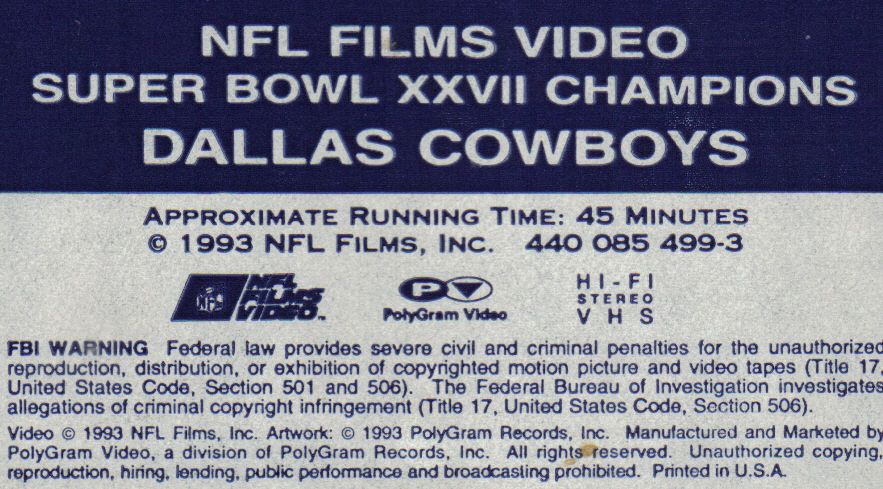 NFL FILMS VIDEO
SUPER BOWL XXVII CHAMPIONS
DALLAS COWBOYS
APPROXIMATE RUNNING TIME: 45 MINUTES
© 1993 NFL FILMS, INC. 440 085 499-3
NFL
NFL
FILMS
VIDEO™
P V
PolyGram Video
HI-FI
STEREO
VHS
FBI WARNING Federal law provides severe civil and criminal penalties for the unauthorized
reproduction, distribution, or exhibition of copyrighted motion picture and video tapes (Title 17,
United States Code, Section 501 and 506). The Federal Bureau of Investigation investigates
allegations of criminal copyright infringement (Title 17, United States Code, Section 506).
Video © 1993 NFL Films, Inc. Artwork: © 1993 PolyGram Records, Inc. Manufactured and Marketed by
PolyGram Video, a division of PolyGram Records, Inc. All rights reserved. Unauthorized copying,
reproduction, hiring, lending, public performance and broadcasting prohibited. Printed in U.S.A.